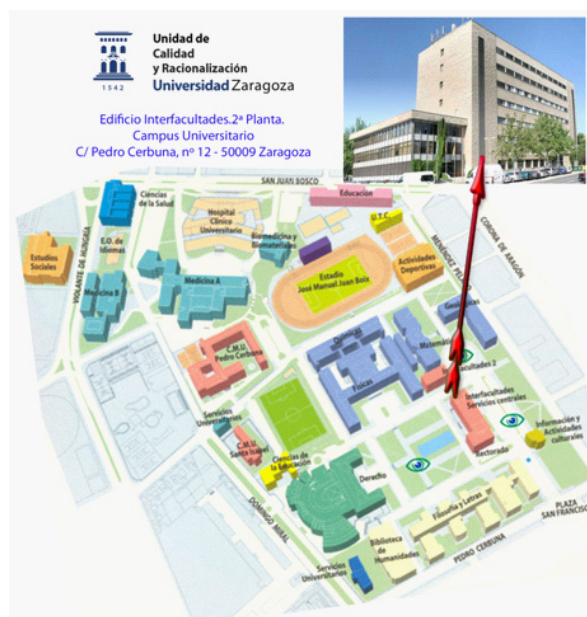 Unidad de
Calidad
y Racionalización
Universidad Zaragoza
1542
Edificio Interfacultades.2ª Planta.
Campus Universitario
C/ Pedro Cerbuna, nº 12 - 50009 Zaragoza
SAN JUAN BOSCO
Ciencias
de la Salud
Educacion
Hospital
Clínico
Universitario
U.T.C.
CORONA DE ARAGÓN
VIOLANTE DE HUNGRÍA
E.O. de
Idiomas
Biomedicina y
Biomateriales
MENÉNDEZ
Estudios
Sociales
Estadio
José Manuel Juan Boix
Actividades
Deportivas
Medicina B
Medicina A
Químicas
C.M.U.
Pedro Cerbuna
Físicas
Interfacultades
Servicios centrales
Servicios
Universitarios
Información y
Actividades
culturales
C.M.U.
Santa Isabel
Ciencias de
la Educación
Rectorado
Derecho
DOMINGO MIRAL
Filosofía y Letras
PLAZA
SAN FRANCISCO
Biblioteca
de
Humanidades
PEDRO CERBUNA
Servicios
Universitarios